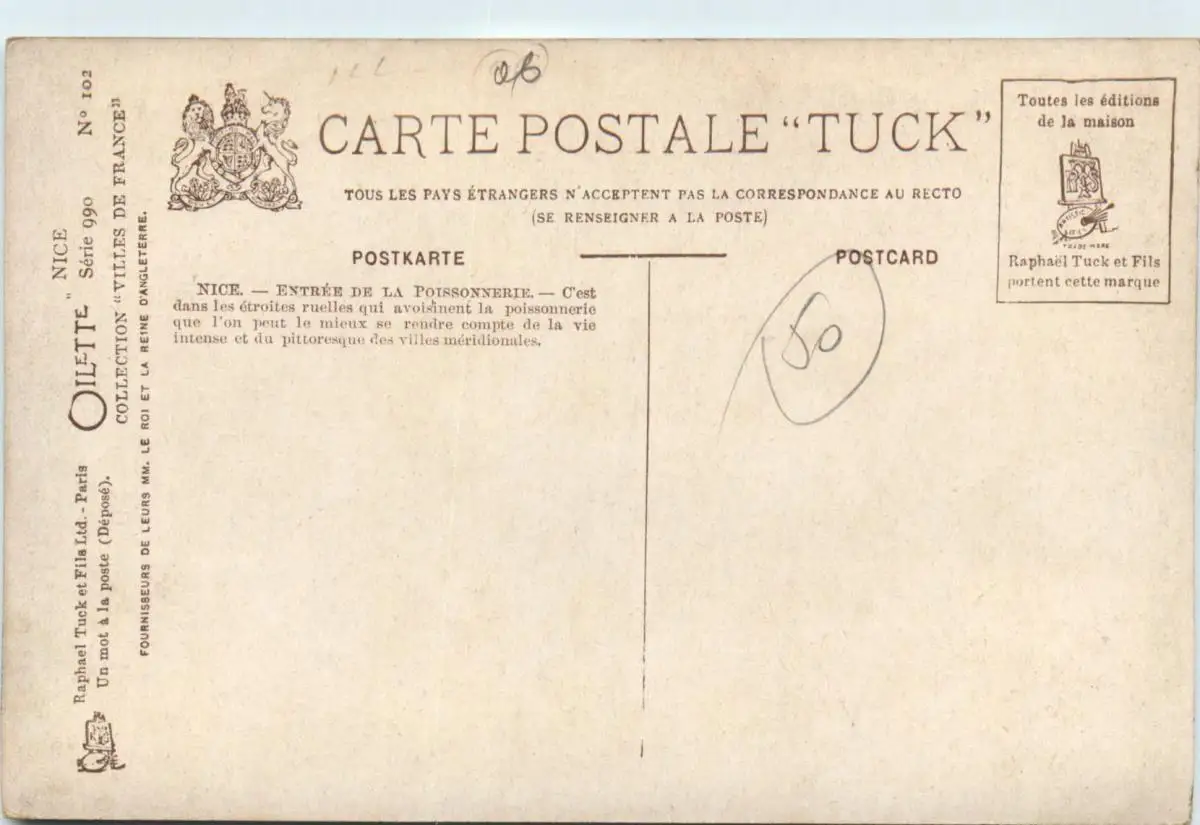 06
CARTE POSTALE "TUCK"
TOUS LES PAYS ÉTRANGERS N'ACCEPTENT PAS LA CORRESPONDANCE AU RECTO
(SE RENSEIGNER A LA POSTE)
POSTKARTE
POSTCARD
NICE. — ENTRÉE DE LA POISSONNERIE. — C'est
dans les étroites ruelles qui avoisinent la poissonnerie
que l'on peut le mieux se rendre compte de la vie
intense et du pittoresque des villes méridionales.
50
Toutes les éditions
de la maison
ARTISTIC
TRADE MARK
Raphaël Tuck et Fils
portent cette marque
NICE
"OILETTE" Série 990 N° 102
COLLECTION "VILLES DE FRANCE"
Raphael Tuck et Fils Ltd. - Paris
Un mot à la poste (Déposé).
FOURNISSEURS DE LEURS MM. LE ROI ET LA REINE D'ANGLETERRE.